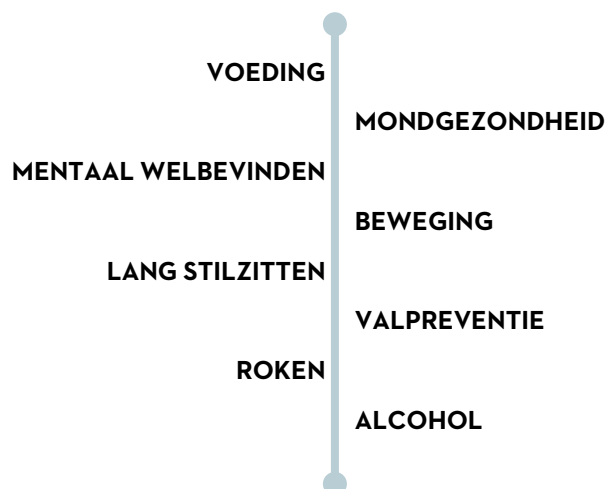 VOEDING
MONDGEZONDHEID
MENTAAL WELBEVINDEN
BEWEGING
LANG STILZITTEN
VALPREVENTIE
ROKEN
ALCOHOL